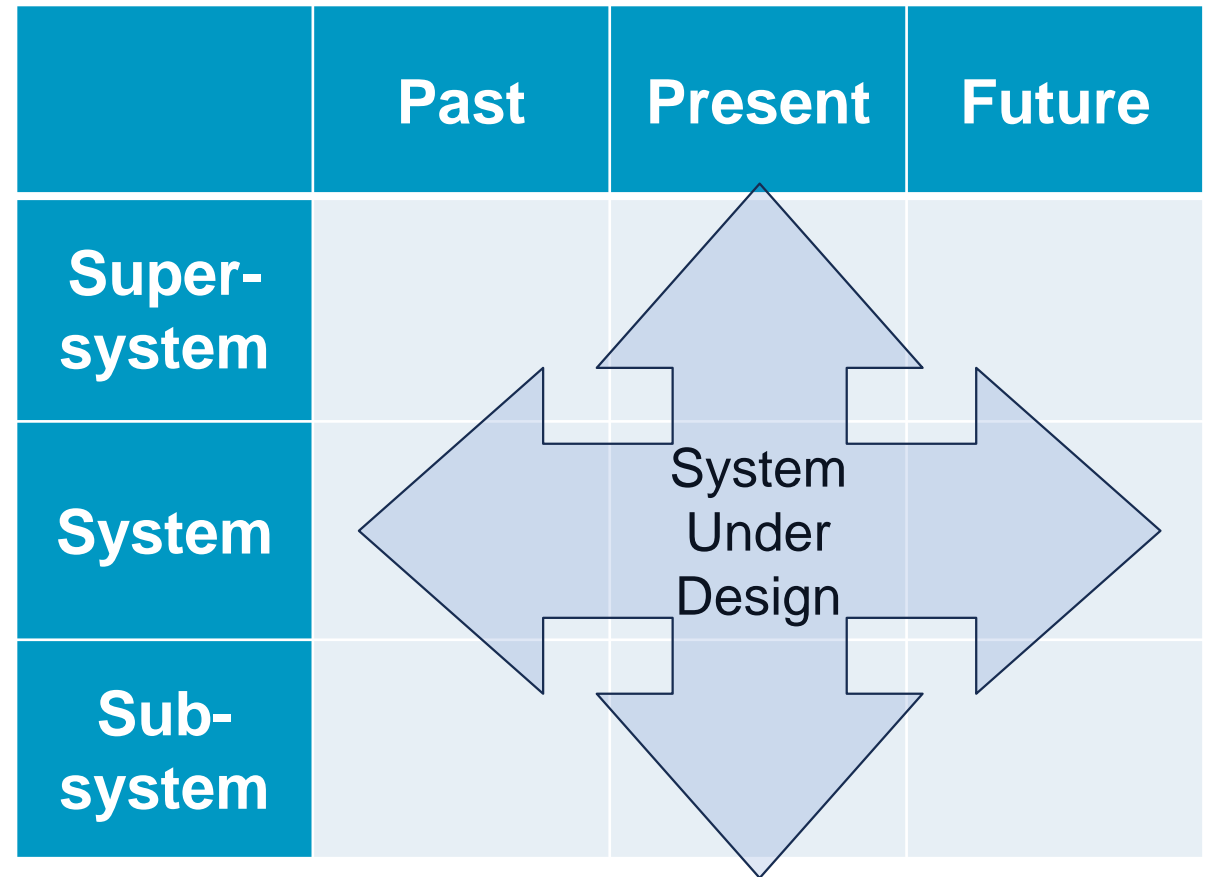 Past Present Future
Super-
system
System
Under
Design
System
Sub-
system